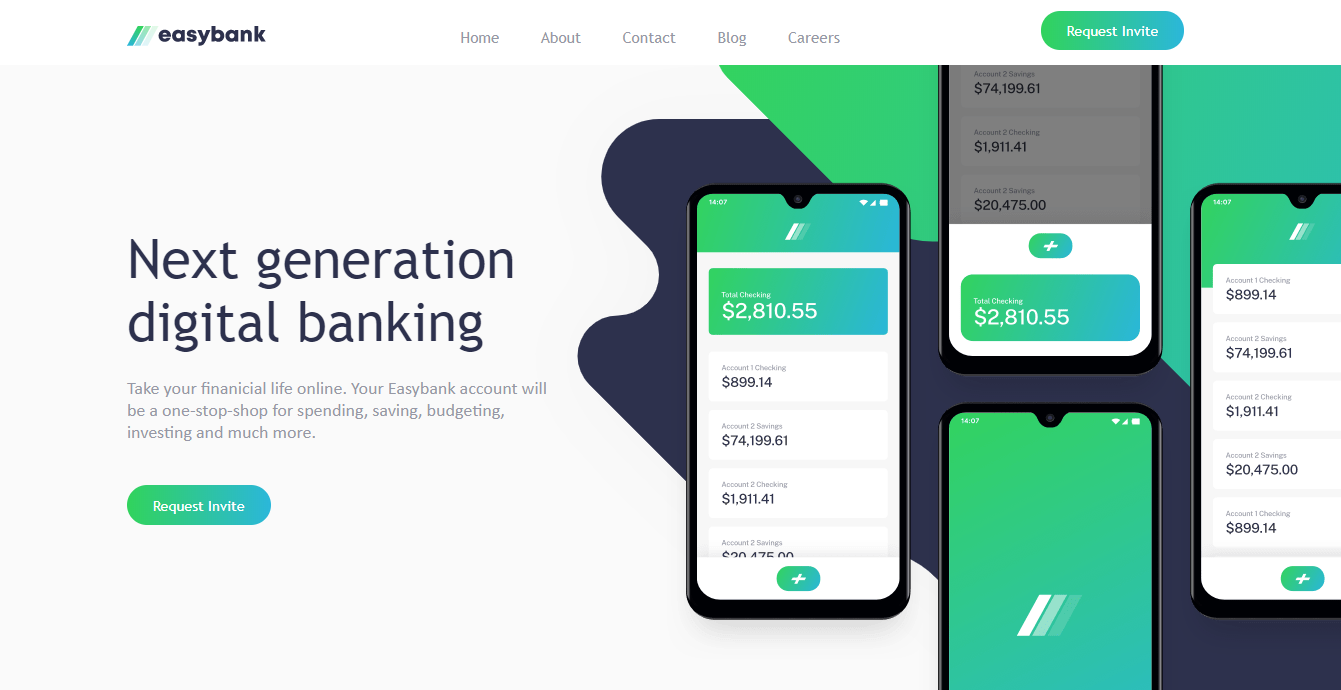 easybank
Home
About
Contact
Blog
Careers
Request Invite
Next generation
digital banking
Take your finanicial life online. Your Easybank account will
be a one-stop-shop for spending, saving, budgeting,
investing and much more.
Request Invite
14:07
Total Checking
$2,810.55
Account 1 Checking
$899.14
Account 2 Savings
$74,199.61
Account 2 Checking
$1,911.41
Account 2 Savings
$20,475.00
Account 2 Savings
$74,199.61
Account 2 Checking
$1,911.41
Account 2 Savings
$20,475.00
Total Checking
$2,810.55
14:07
14:07
Account 1 Checking
$899.14
Account 2 Savings
$74,199.61
Account 2 Checking
$1,911.41
Account 2 Savings
$20,475.00
Account 1 Checking
$899.14